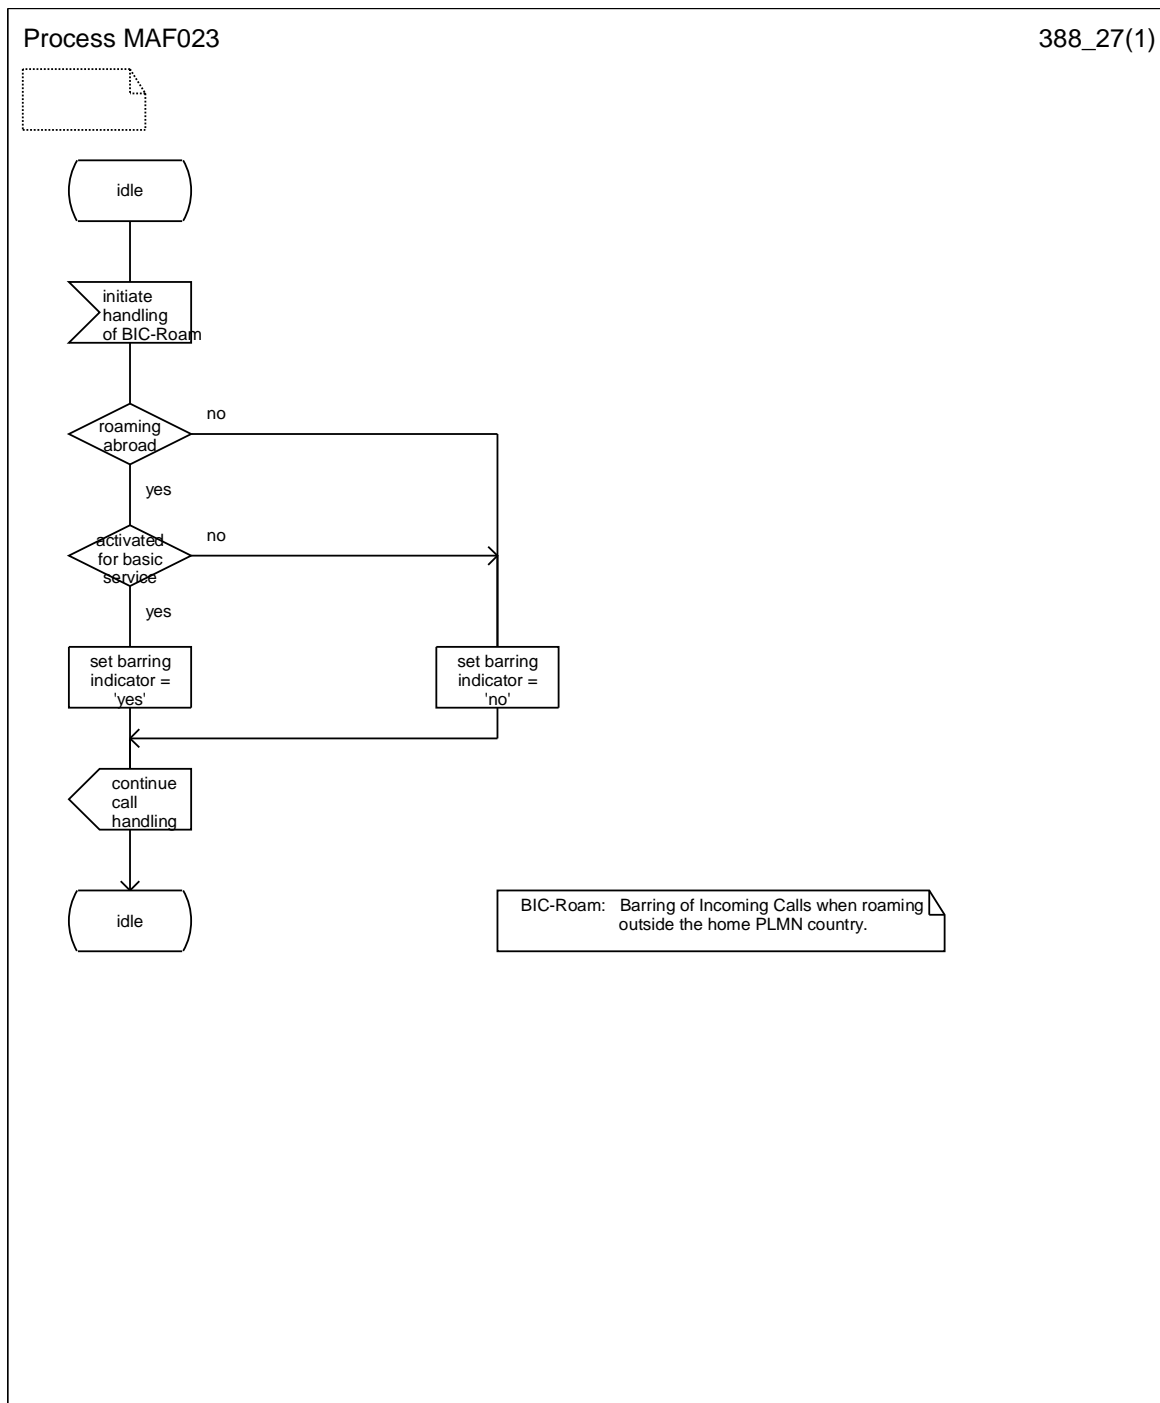 Process MAF023
388_27(1)
idle
initiate
handling
of BIC-Roam
roaming
abroad
no
yes
activated
for basic
service
no
yes
set barring
indicator =
'yes'
set barring
indicator =
'no'
continue
call
handling
idle
BIC-Roam: Barring of Incoming Calls when roaming
outside the home PLMN country.